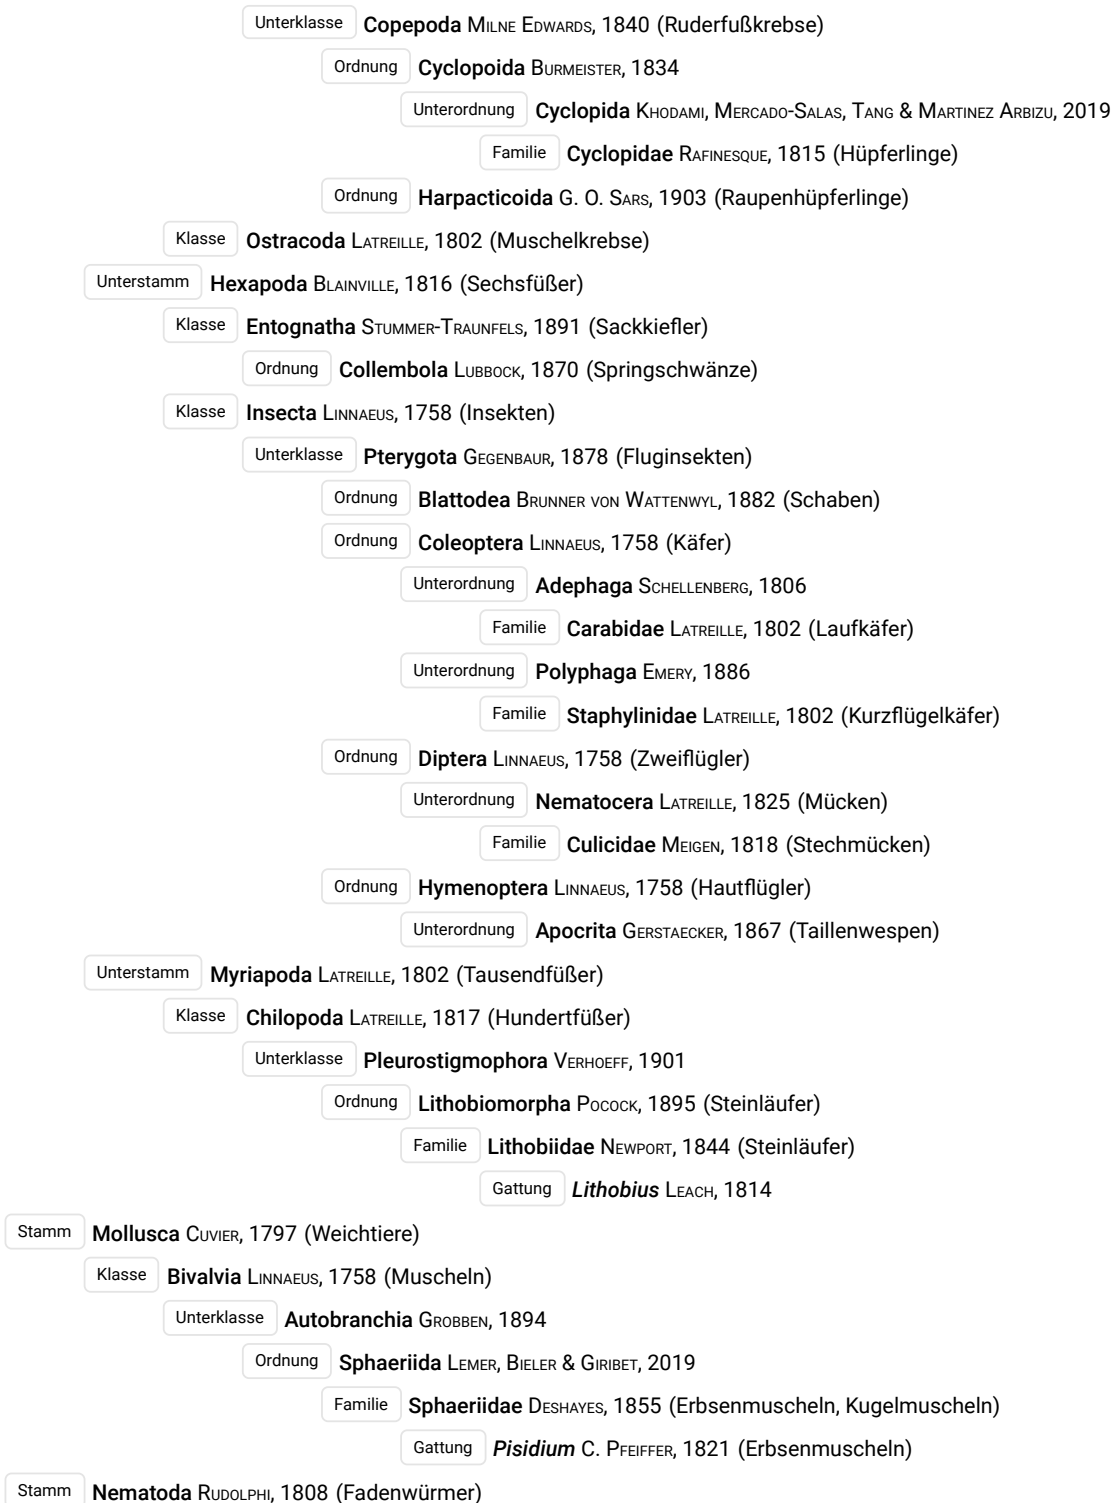 Unterklasse Copepoda Milne Edwards, 1840 (Ruderfußkrebse)
Ordnung Cyclopoida Burmeister, 1834
Unterordnung Cyclopida Khodami, Mercado-Salas, Tang & Martinez Arbizu, 2019
Familie Cyclopidae Rafinesque, 1815 (Hüpferlinge)
Ordnung Harpacticoida G. O. Sars, 1903 (Raupenhüpferlinge)
Klasse Ostracoda Latreille, 1802 (Muschelkrebse)
Unterstamm Hexapoda Blainville, 1816 (Sechsfüßer)
Klasse Entognatha Stummer-Traunfels, 1891 (Sackkiefler)
Ordnung Collembola Lubbock, 1870 (Springschwänze)
Klasse Insecta Linnaeus, 1758 (Insekten)
Unterklasse Pterygota Gegenbaur, 1878 (Fluginsekten)
Ordnung Blattodea Brunner von Wattenwyl, 1882 (Schaben)
Ordnung Coleoptera Linnaeus, 1758 (Käfer)
Unterordnung Adephaga Schellenberg, 1806
Familie Carabidae Latreille, 1802 (Laufkäfer)
Unterordnung Polyphaga Emery, 1886
Familie Staphylinidae Latreille, 1802 (Kurzflügelkäfer)
Ordnung Diptera Linnaeus, 1758 (Zweiflügler)
Unterordnung Nematocera Latreille, 1825 (Mücken)
Familie Culicidae Meigen, 1818 (Stechmücken)
Ordnung Hymenoptera Linnaeus, 1758 (Hautflügler)
Unterordnung Apocrita Gerstaecker, 1867 (Taillenwespen)
Unterstamm Myriapoda Latreille, 1802 (Tausendfüßer)
Klasse Chilopoda Latreille, 1817 (Hundertfüßer)
Unterklasse Pleurostigmophora Verhoeff, 1901
Ordnung Lithobiomorpha Pocock, 1895 (Steinläufer)
Familie Lithobiidae Newport, 1844 (Steinläufer)
Gattung Lithobius Leach, 1814
Stamm Mollusca Cuvier, 1797 (Weichtiere)
Klasse Bivalvia Linnaeus, 1758 (Muscheln)
Unterklasse Autobranchia Grobben, 1894
Ordnung Sphaeriida Lemer, Bieler & Giribet, 2019
Familie Sphaeriidae Deshayes, 1855 (Erbsenmuscheln, Kugelmuscheln)
Gattung Pisidium C. Pfeiffer, 1821 (Erbsenmuscheln)
Stamm Nematoda Rudolphi, 1808 (Fadenwürmer)